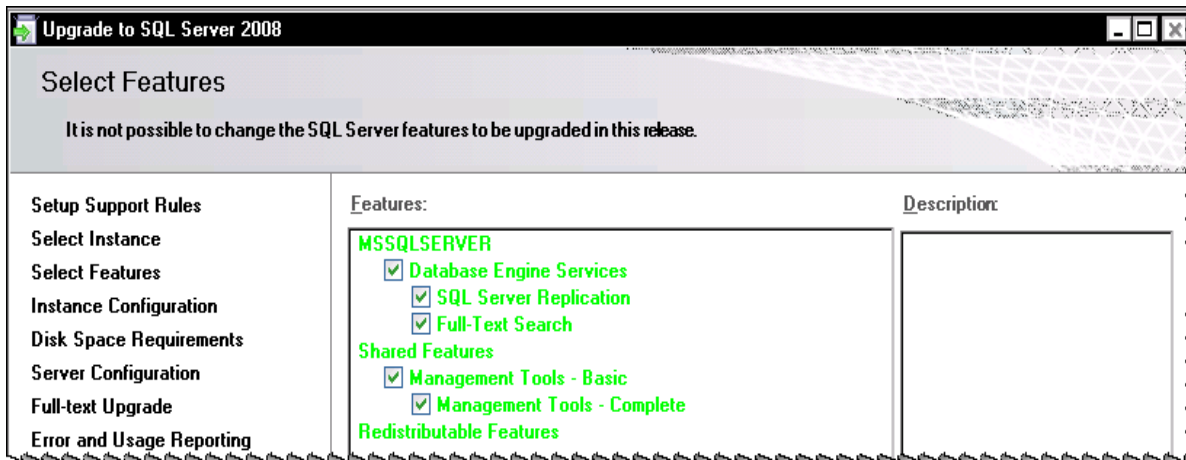 Upgrade to SQL Server 2008
Select Features
It is not possible to change the SQL Server features to be upgraded in this release.
Setup Support Rules
Select Instance
Select Features
Instance Configuration
Disk Space Requirements
Server Configuration
Full-text Upgrade
Error and Usage Reporting
Features:
MSSQLSERVER
Database Engine Services
SQL Server Replication
Full-Text Search
Shared Features
Management Tools - Basic
Management Tools - Complete
Redistributable Features
Description: